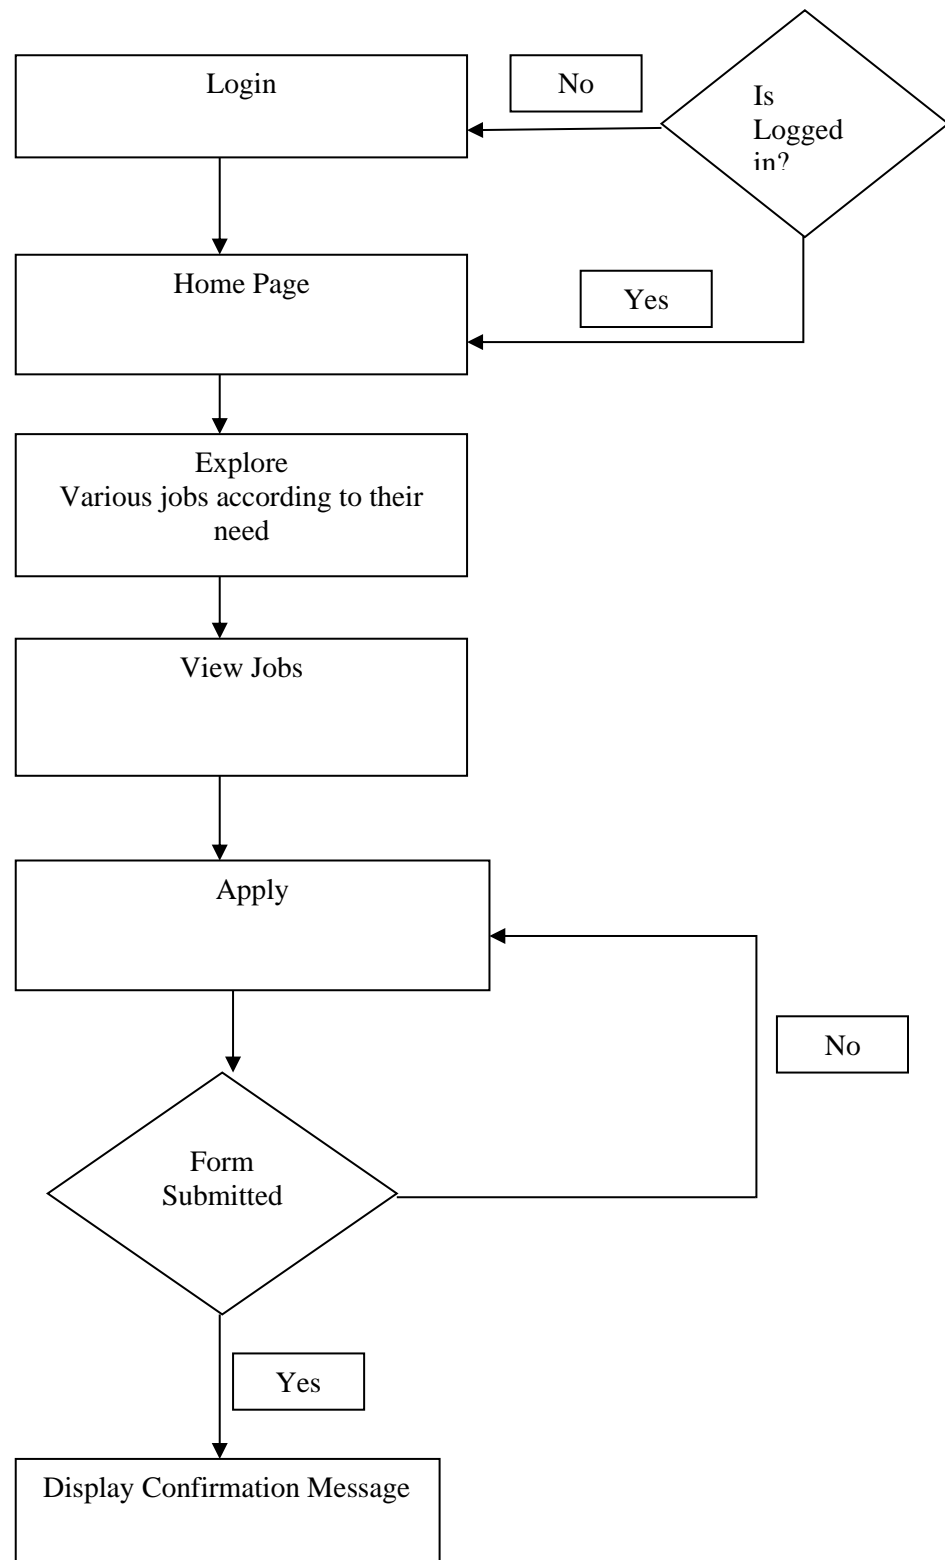 Login
No
Is
Logged
in?
Home Page
Yes
Explore
Various jobs according to their
need
View Jobs
Apply
No
Form
Submitted
Yes
Display Confirmation Message